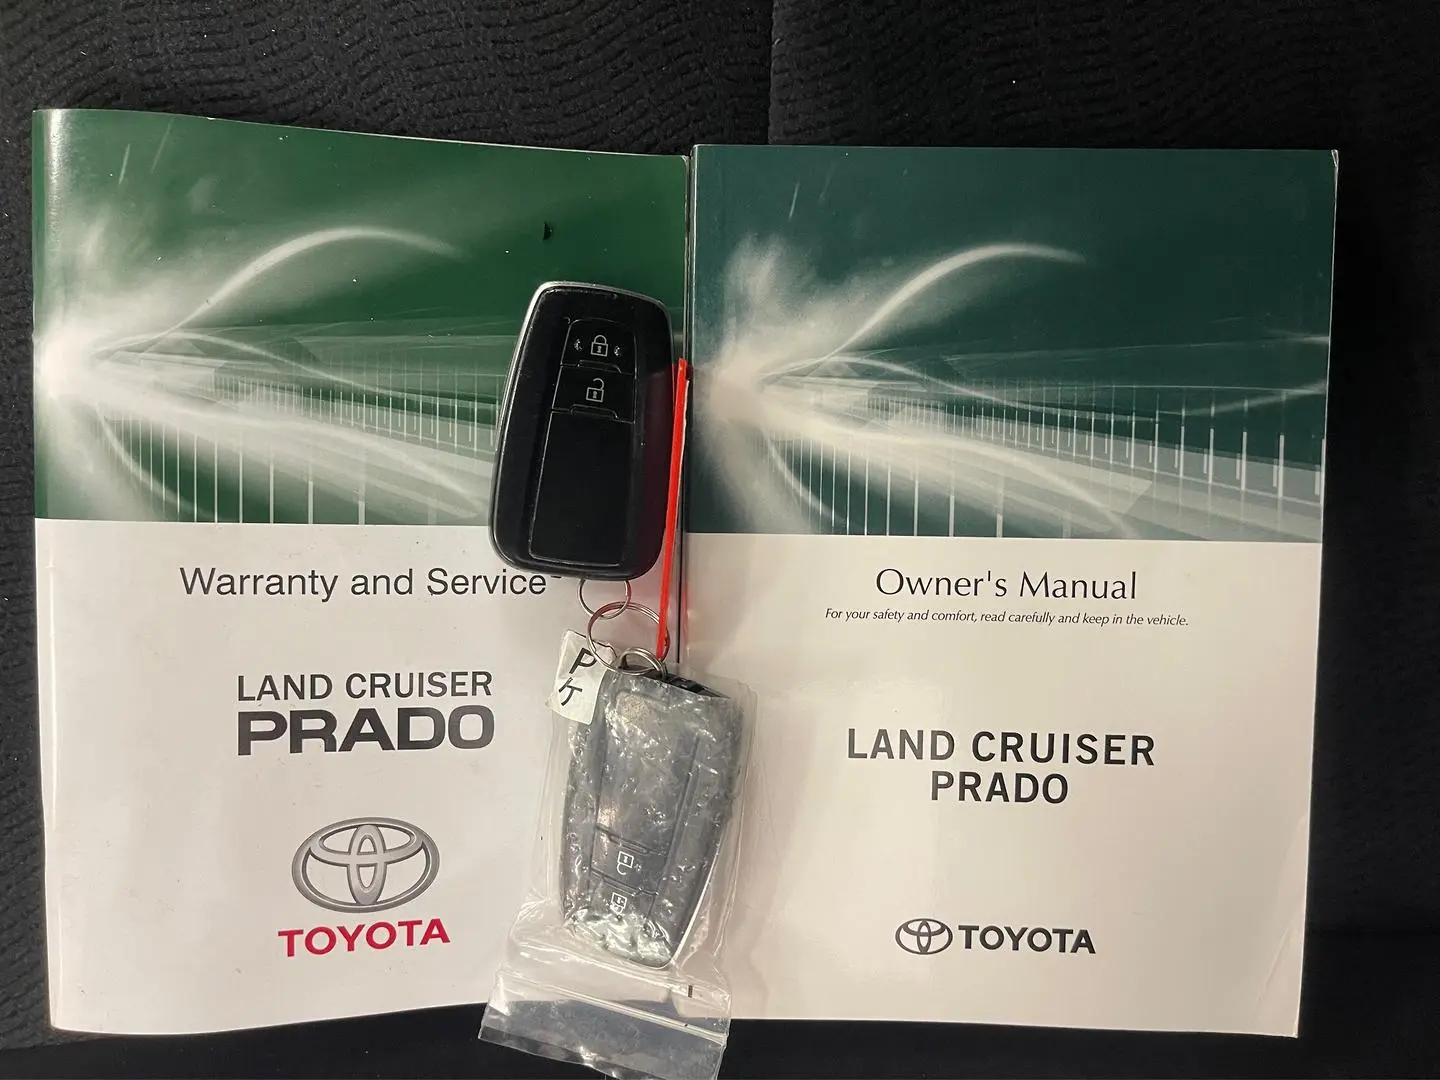 Warranty and Service
LAND CRUISER
PRADO
TOYOTA
Owner's Manual
For your safety and comfort, read carefully and keep in the vehicle.
LAND CRUISER
PRADO
TOYOTA
P
ケ